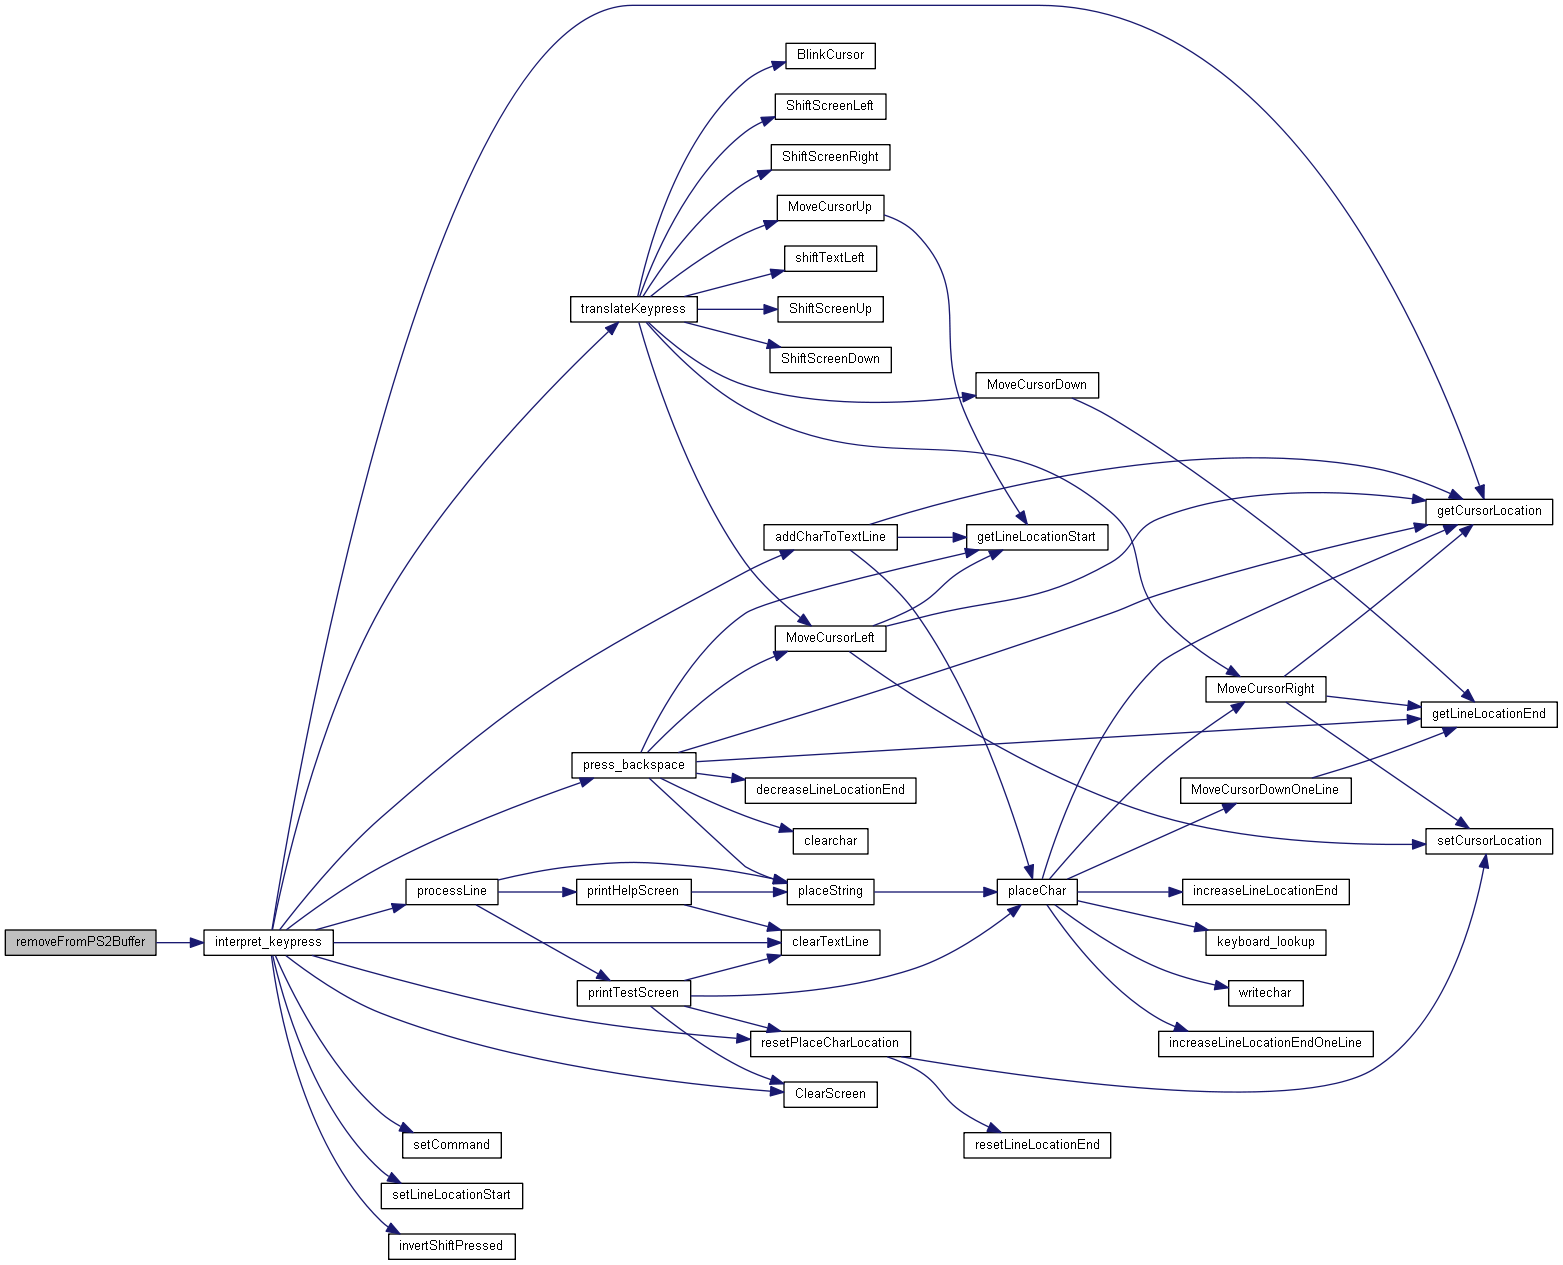 BlinkCursor
ShiftScreenLeft
ShiftScreenRight
MoveCursorUp
shiftTextLeft
translateKeypress
ShiftScreenUp
ShiftScreenDown
MoveCursorDown
getCursorLocation
addCharToTextLine
getLineLocationStart
MoveCursorLeft
MoveCursorRight
getLineLocationEnd
press_backspace
decreaseLineLocationEnd
MoveCursorDownOneLine
clearchar
setCursorLocation
processLine
printHelpScreen
placeString
placeChar
increaseLineLocationEnd
removeFromPS2Buffer
interpret_keypress
clearTextLine
keyboard_lookup
printTestScreen
writechar
resetPlaceCharLocation
increaseLineLocationEndOneLine
ClearScreen
setCommand
resetLineLocationEnd
setLineLocationStart
invertShiftPressed